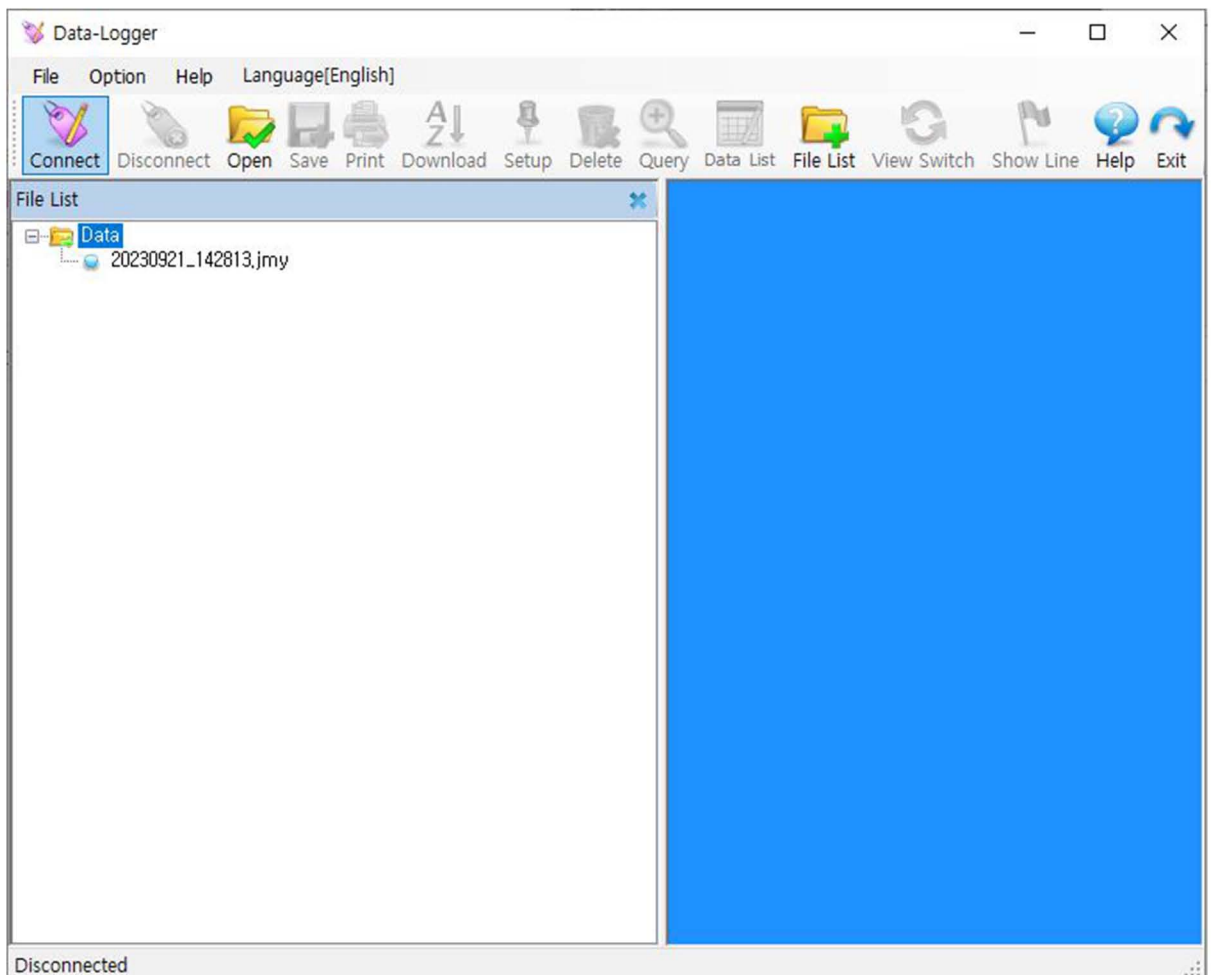 Data-Logger
File Option Help Language[English]
Connect Disconnect Open Save Print Download Setup Delete Query Data List File List View Switch Show Line Help Exit
File List
Data
20230921_142813.jmy
Disconnected